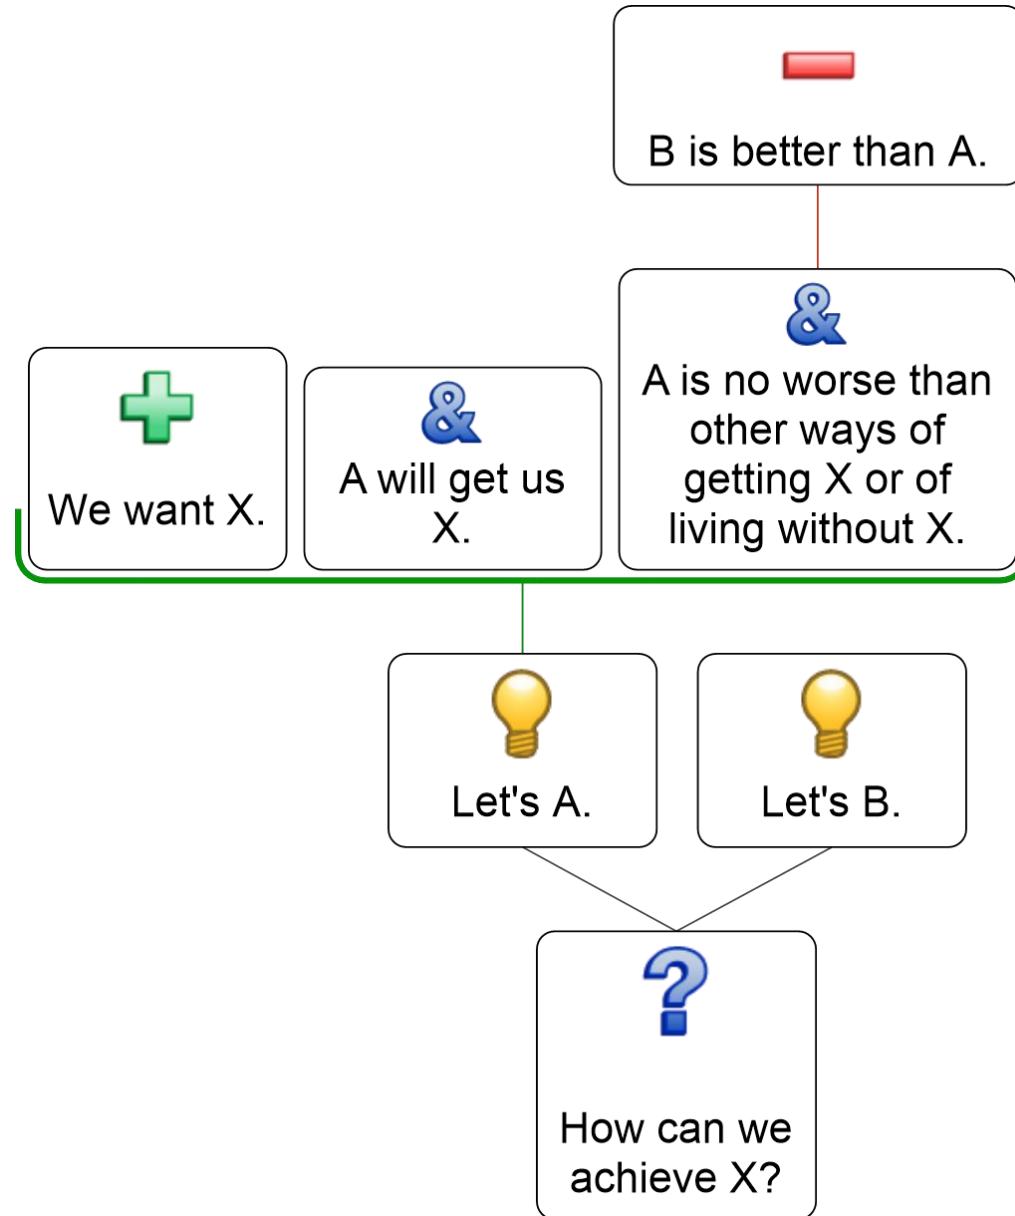 B is better than A.
&
A is no worse than
other ways of
getting X or of
living without X.
We want X.
&
A will get us
X.
Let's A.
Let's B.
?
How can we
achieve X?